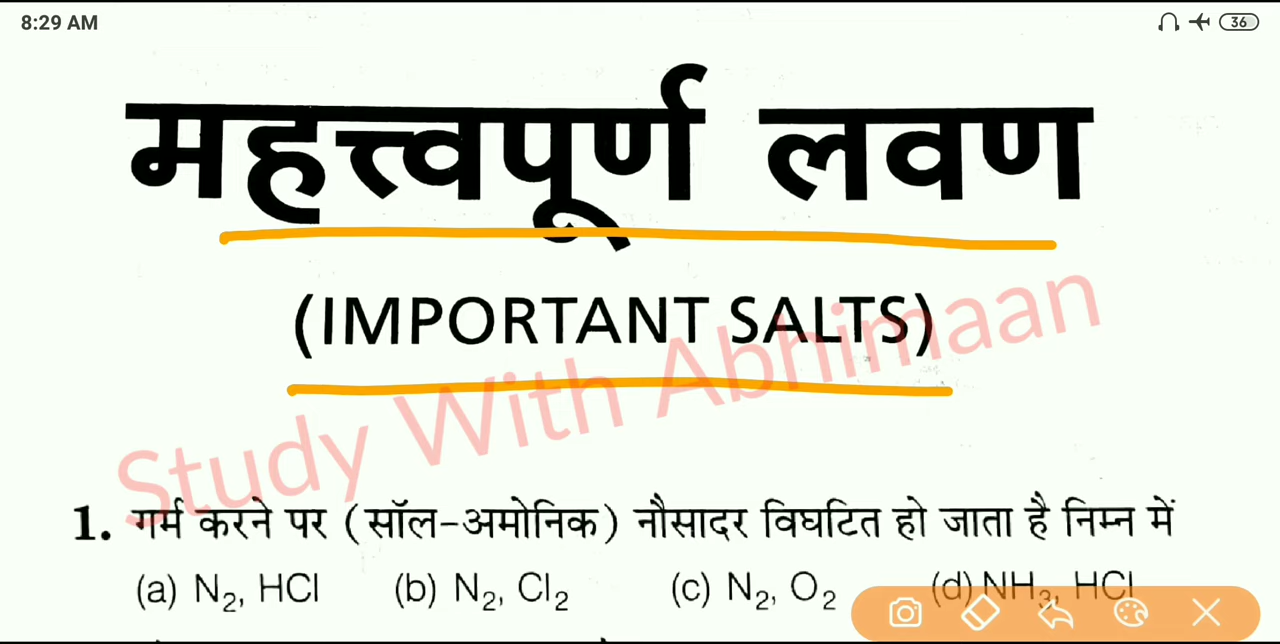 8:29 AM
36
महत्त्वपूर्ण लवण
(IMPORTANT SALTS)
Study With Abhimaan
1. गर्म करने पर (सॉल-अमोनिक) नौसादर विघटित हो जाता है निम्न में
(a) N₂, HCl (b) N₂, Cl₂ (c) N₂, O₂ (d) NH₃, HCl